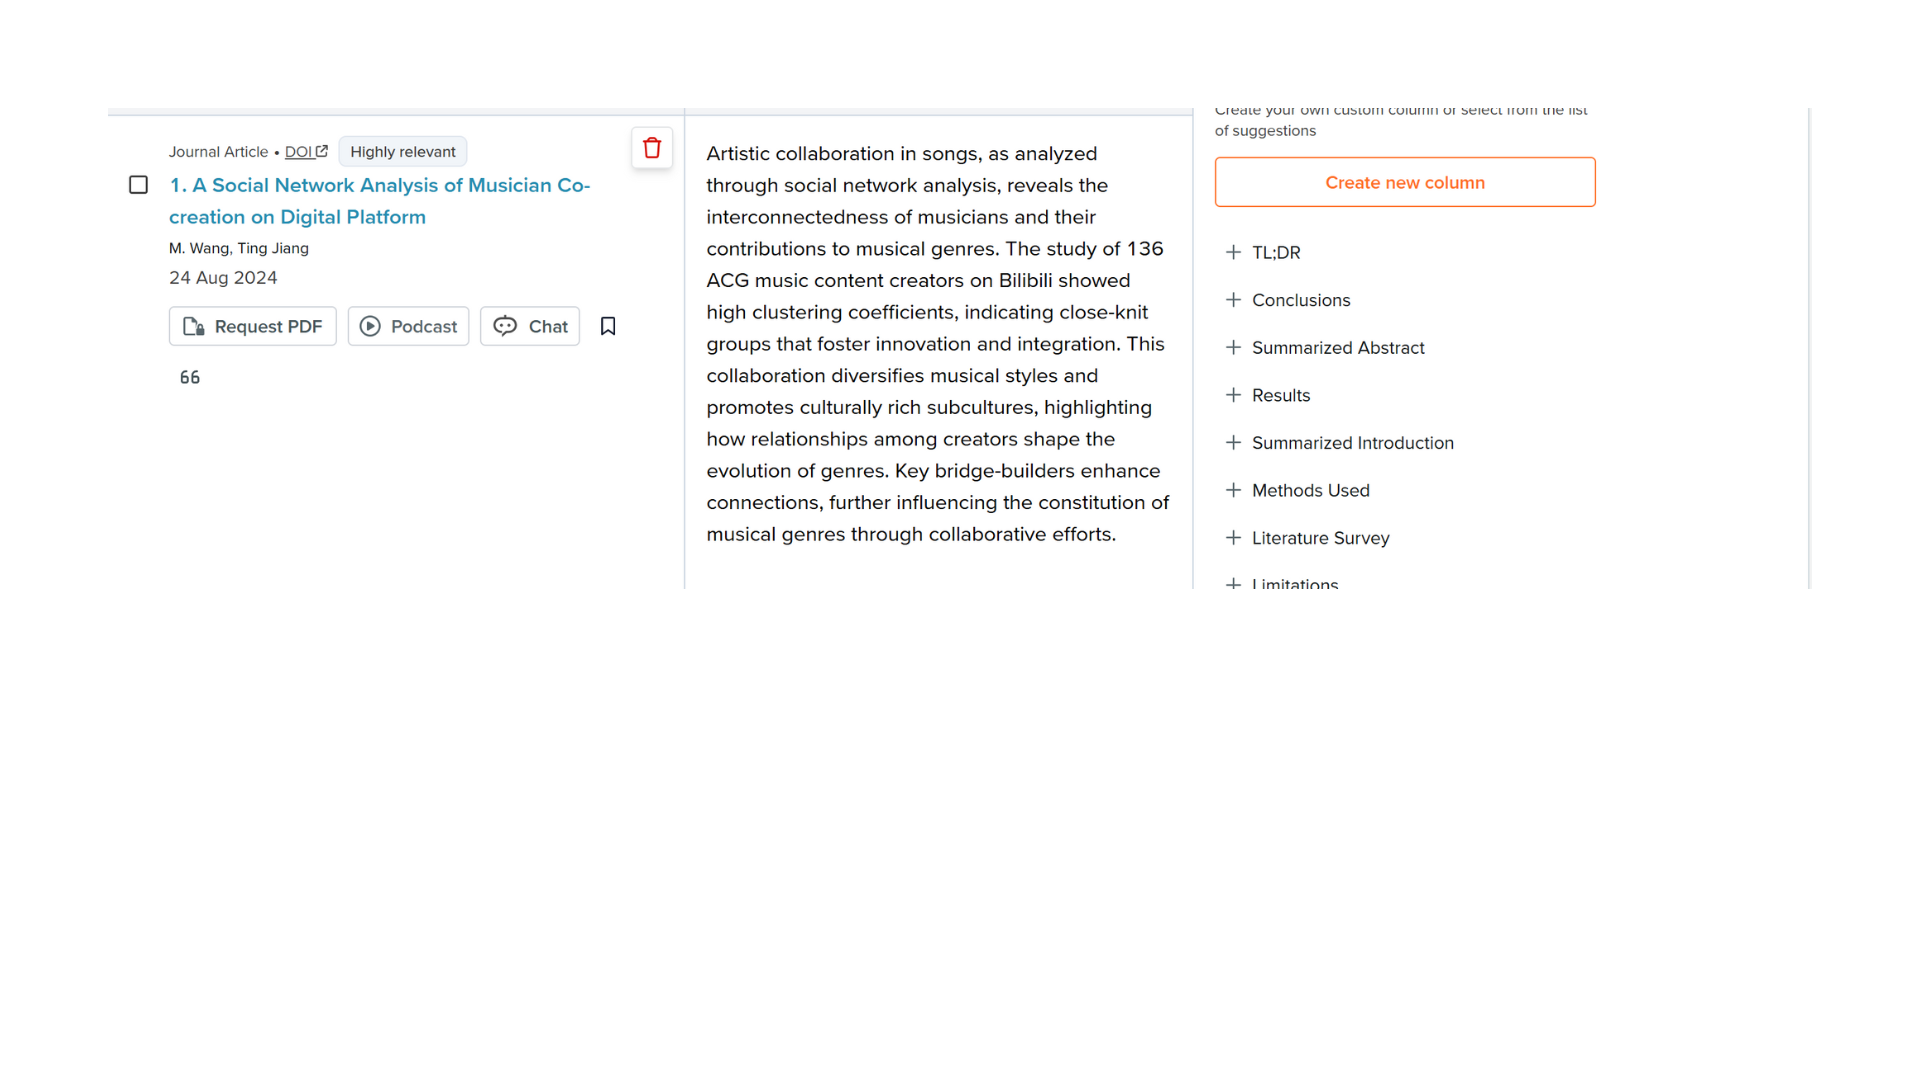 Journal Article • DOI
Highly relevant
1. A Social Network Analysis of Musician Co-
creation on Digital Platform
M. Wang, Ting Jiang
24 Aug 2024
Request PDF
Podcast
Chat
Artistic collaboration in songs, as analyzed
through social network analysis, reveals the
interconnectedness of musicians and their
contributions to musical genres. The study of 136
ACG music content creators on Bilibili showed
high clustering coefficients, indicating close-knit
groups that foster innovation and integration. This
collaboration diversifies musical styles and
promotes culturally rich subcultures, highlighting
how relationships among creators shape the
evolution of genres. Key bridge-builders enhance
connections, further influencing the constitution of
musical genres through collaborative efforts.
Create your own custom column or select from the list
of suggestions
Create new column
TL;DR
Conclusions
Summarized Abstract
Results
Summarized Introduction
Methods Used
Literature Survey
Limitations